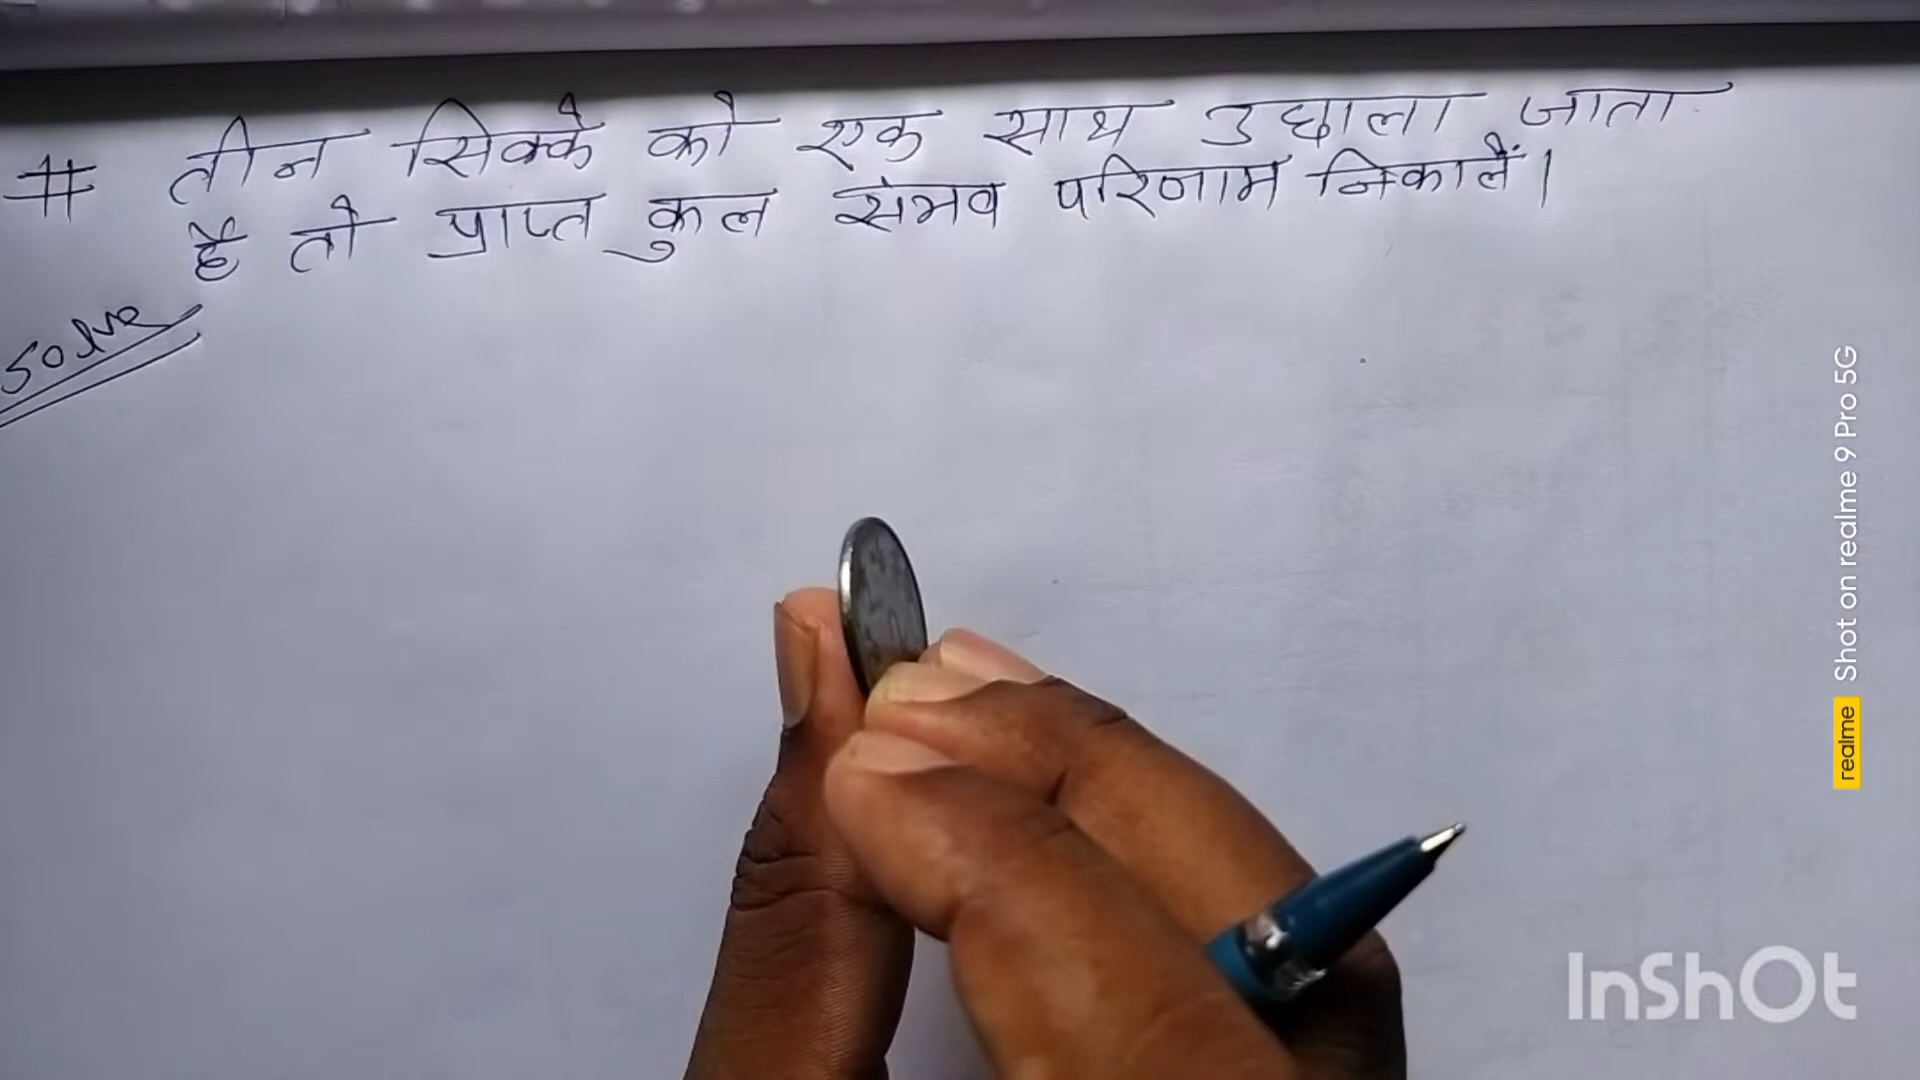 # तीन सिक्के को एक साथ उछाला जाता
है तो प्राप्त कुल संभव परिणाम निकालें।
Solve
realme Shot on realme 9 Pro 5G
InShOt